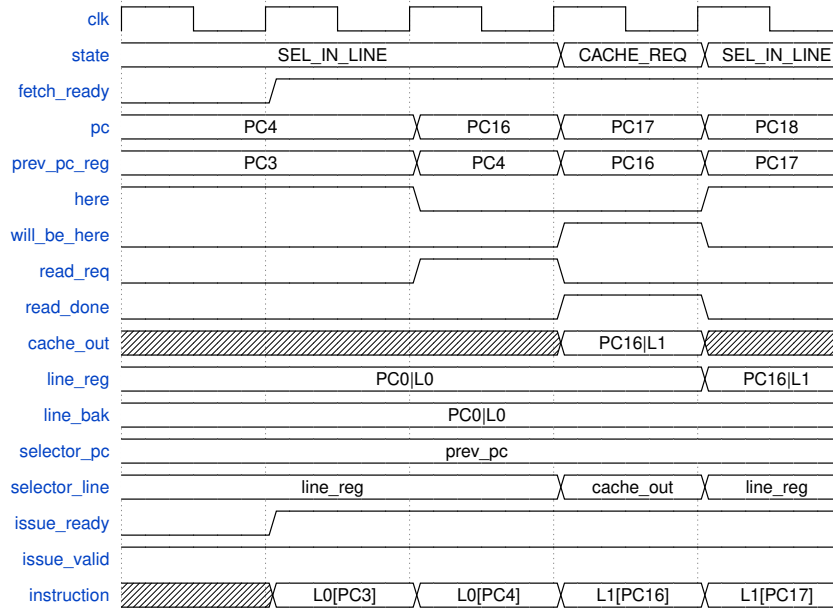 clk
state SEL_IN_LINE CACHE_REQ SEL_IN_LINE
fetch_ready
pc PC4 PC16 PC17 PC18
prev_pc_reg PC3 PC4 PC16 PC17
here
will_be_here
read_req
read_done
cache_out PC16|L1
line_reg PC0|L0 PC16|L1
line_bak PC0|L0
selector_pc prev_pc
selector_line line_reg cache_out line_reg
issue_ready
issue_valid
instruction L0[PC3] L0[PC4] L1[PC16] L1[PC17]